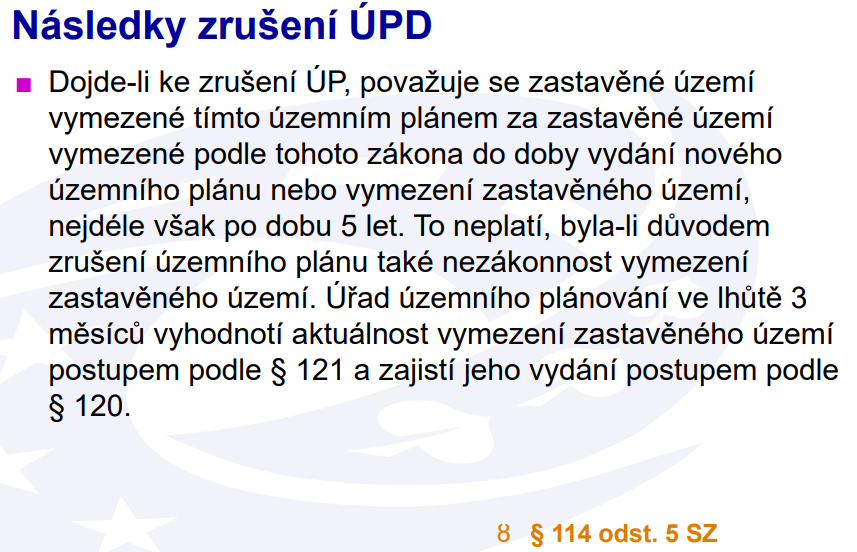 Následky zrušení ÚPD
Dojde-li ke zrušení ÚP, považuje se zastavěné území
vymezené tímto územním plánem za zastavěné území
vymezené podle tohoto zákona do doby vydání nového
územního plánu nebo vymezení zastavěného území,
nejdéle však po dobu 5 let. To neplatí, byla-li důvodem
zrušení územního plánu také nezákonnost vymezení
zastavěného území. Úřad územního plánování ve lhůtě 3
měsíců vyhodnotí aktuálnost vymezení zastavěného území
postupem podle § 121 a zajistí jeho vydání postupem podle
§ 120.
8 § 114 odst. 5 SZ